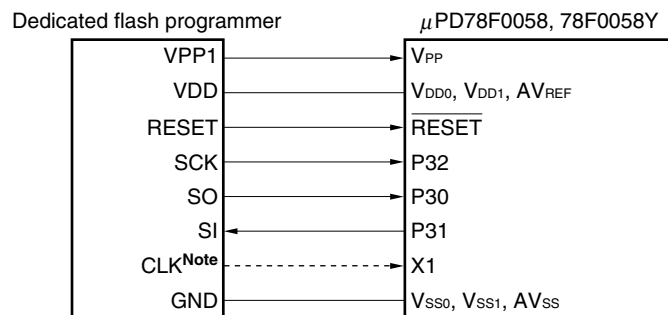 Dedicated flash programmer μPD78F0058, 78F0058Y
VPP1 VPP
VDD VDD0, VDD1, AVREF
RESET RESET
SCK P32
SO P30
SI P31
CLKNote X1
GND VSS0, VSS1, AVSS